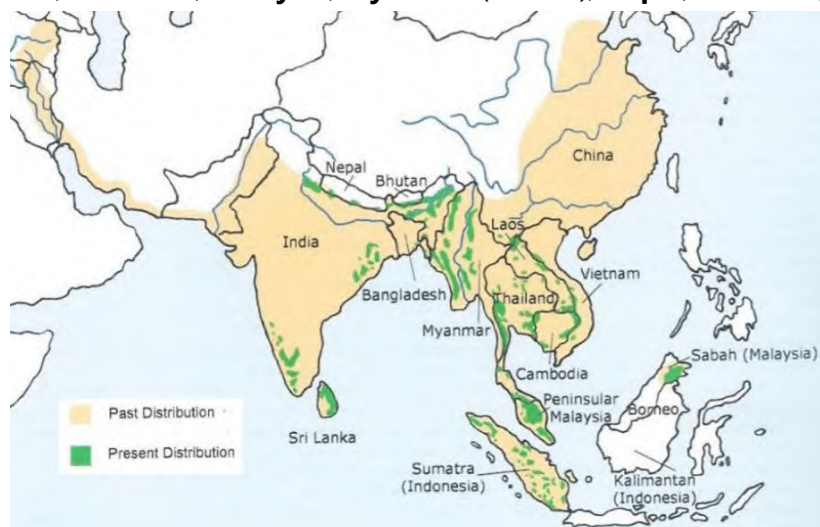 Nepal
Bhutan
China
India
Laos
Bangladesh
Thailand
Vietnam
Myanmar
Cambodia
Sabah (Malaysia)
Peninsular
Malaysia
Borneo
Past Distribution
Present Distribution
Sri Lanka
Sumatra
(Indonesia)
Kalimantan
(Indonesia)